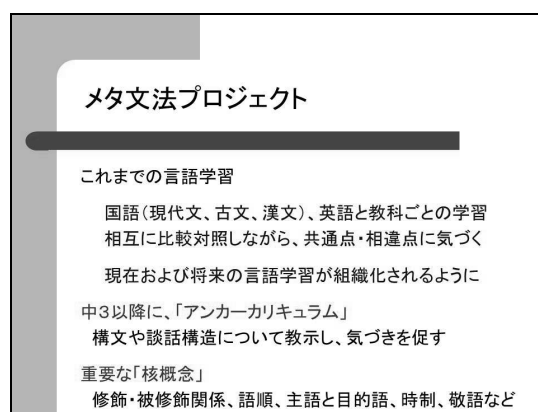 メタ文法プロジェクト
これまでの言語学習
国語(現代文、古文、漢文)、英語と教科ごとの学習
相互に比較対照しながら、共通点・相違点に気づく
現在および将来の言語学習が組織化されるように
中3以降に、「アンカーカリキュラム」
構文や談話構造について教示し、気づきを促す
重要な「核概念」
修飾・被修飾関係、語順、主語と目的語、時制、敬語など